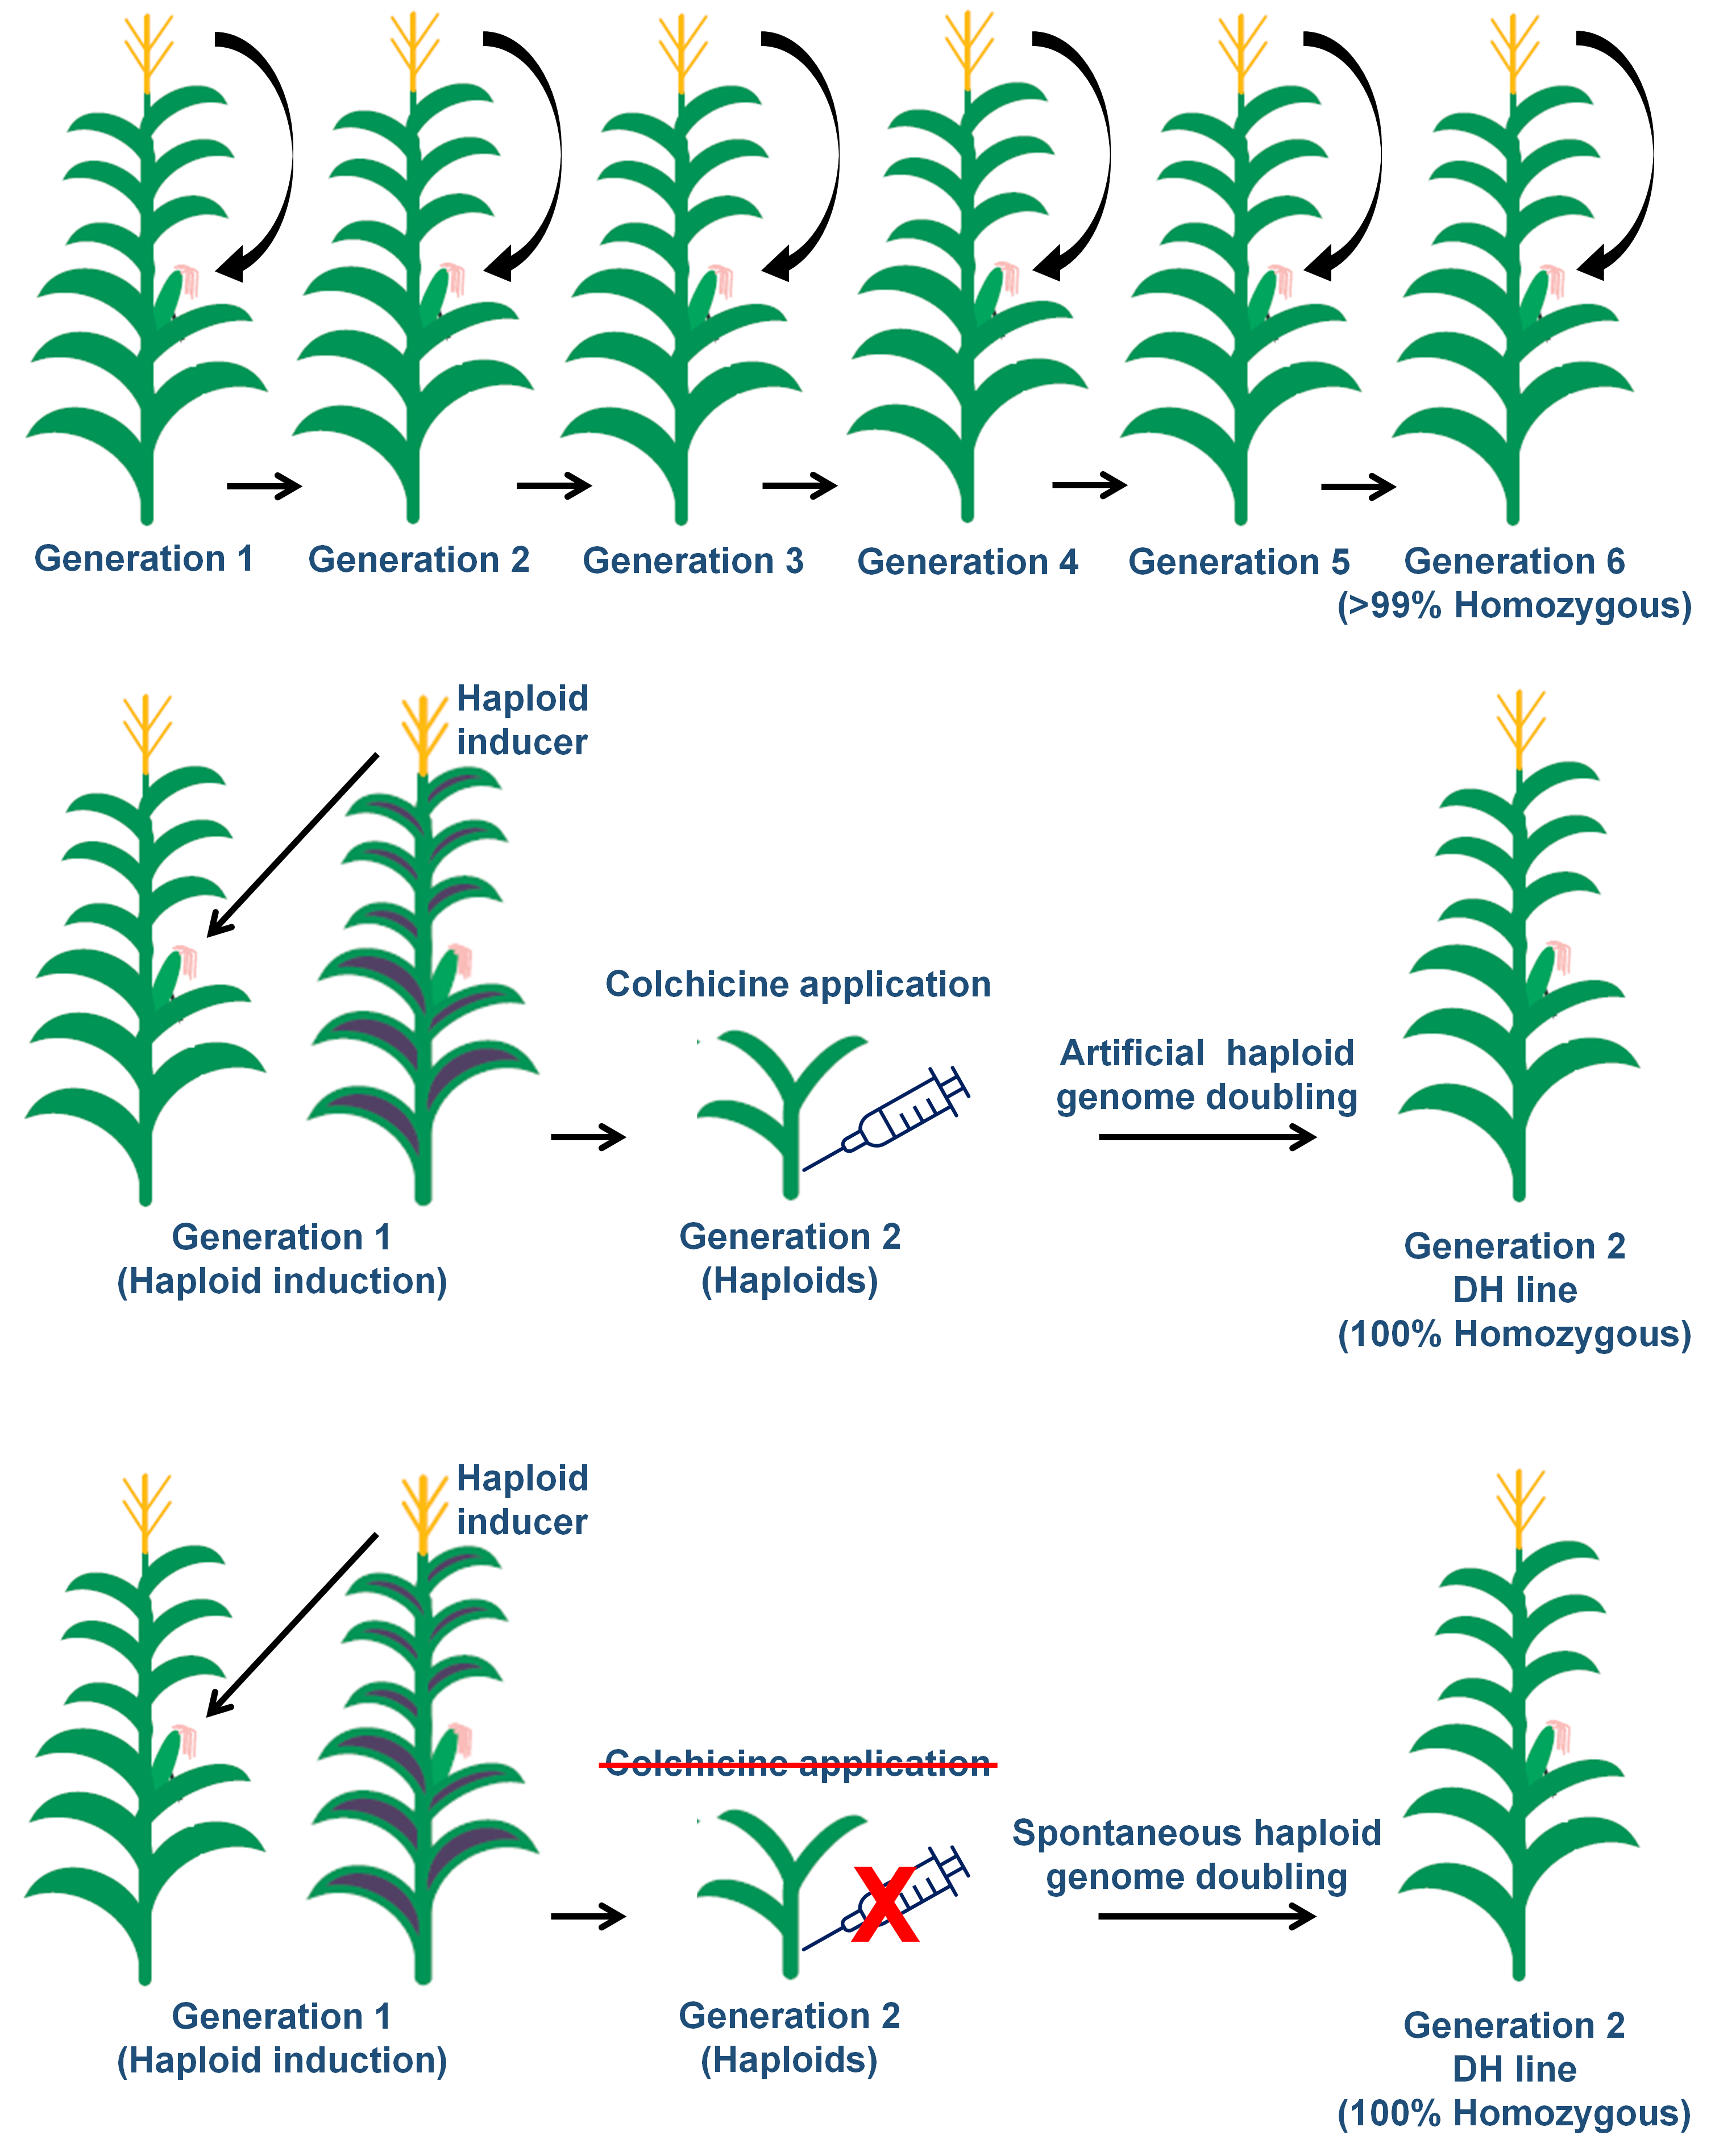 Generation 1
Generation 2
Generation 3
Generation 4
Generation 5
Generation 6
(>99% Homozygous)
Haploid
inducer
Colchicine application
Artificial haploid
genome doubling
Generation 1
(Haploid induction)
Generation 2
(Haploids)
Generation 2
DH line
(100% Homozygous)
Haploid
inducer
Colchicine application
X
Spontaneous haploid
genome doubling
Generation 1
(Haploid induction)
Generation 2
(Haploids)
Generation 2
DH line
(100% Homozygous)